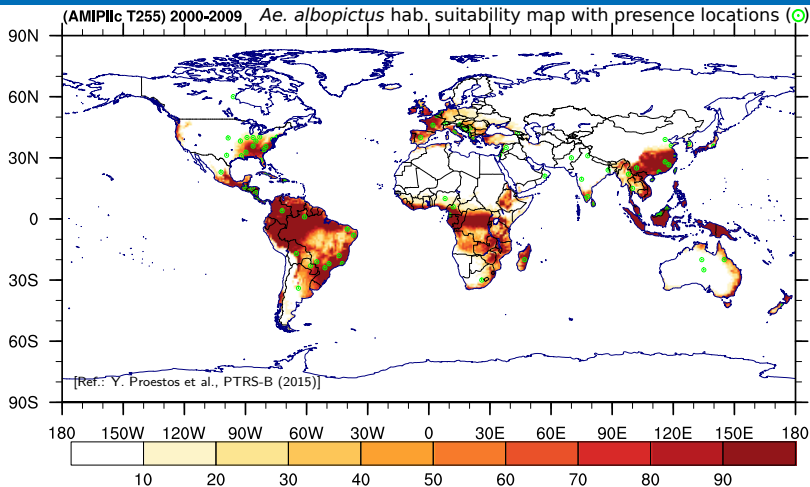 (AMIPIIc T255) 2000-2009 Ae. albopictus hab. suitability map with presence locations (⊙)
90N
60N
30N
0
30S
60S
90S
[Ref.: Y. Proestos et al., PTRS-B (2015)]
180 150W 120W 90W 60W 30W 0 30E 60E 90E 120E 150E 180
10 20 30 40 50 60 70 80 90